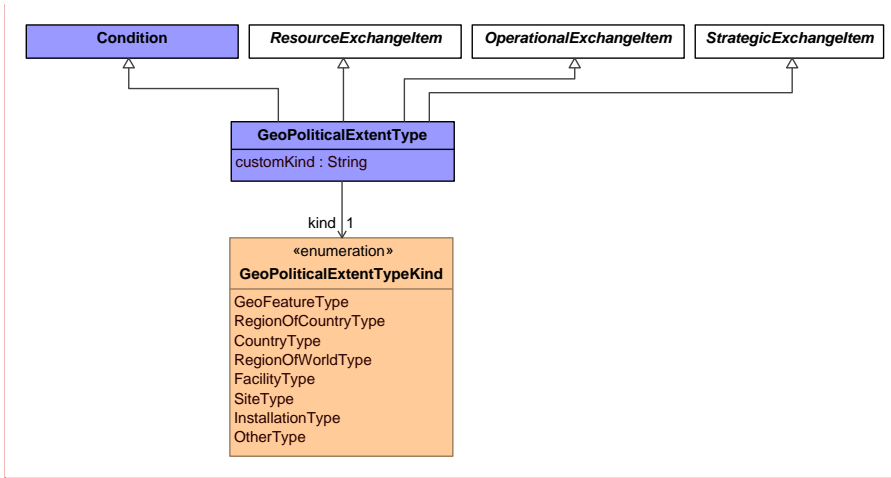 Condition
ResourceExchangeItem
OperationalExchangeItem
StrategicExchangeItem
GeoPoliticalExtentType
customKind : String
kind 1
«enumeration»
GeoPoliticalExtentTypeKind
GeoFeatureType
RegionOfCountryType
CountryType
RegionOfWorldType
FacilityType
SiteType
InstallationType
OtherType